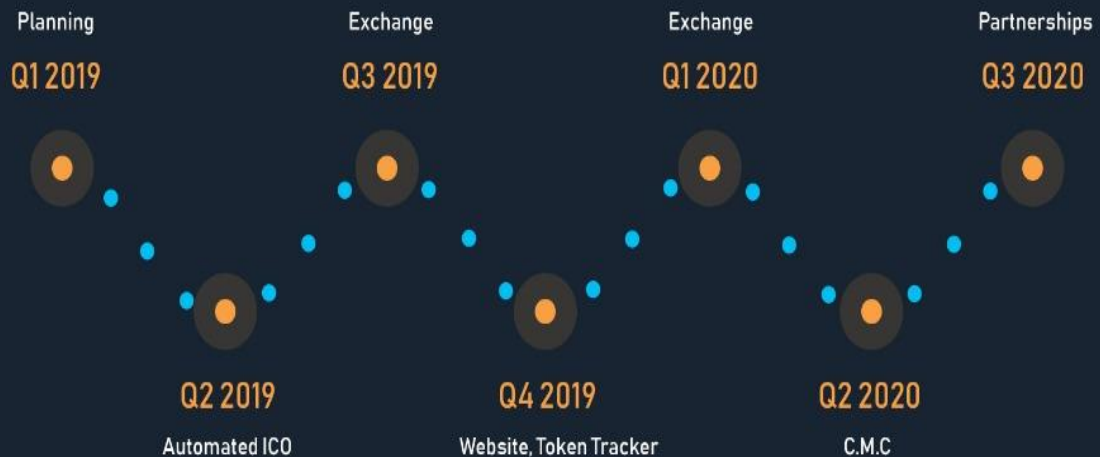 Planning
Exchange
Exchange
Partnerships
Q1 2019
Q3 2019
Q1 2020
Q3 2020
Q2 2019
Q4 2019
Q2 2020
Automated ICO
Website, Token Tracker
C.M.C